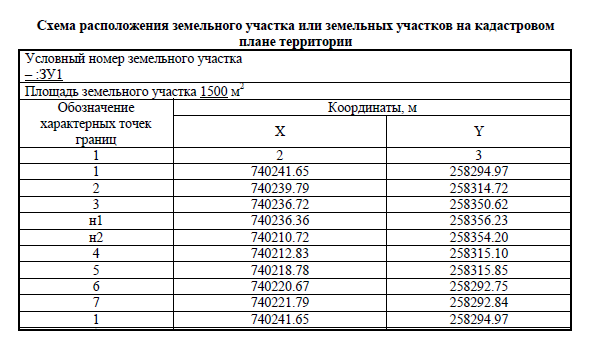 Схема расположения земельного участка или земельных участков на кадастровом
плане территории
Условный номер земельного участка
– :ЗУ1
Площадь земельного участка 1500 м²
Обозначение характерных точек границ Координаты, м
X Y
1 2 3
1 740241.65 258294.97
2 740239.79 258314.72
3 740236.72 258350.62
н1 740236.36 258356.23
н2 740210.72 258354.20
4 740212.83 258315.10
5 740218.78 258315.85
6 740220.67 258292.75
7 740221.79 258292.84
1 740241.65 258294.97